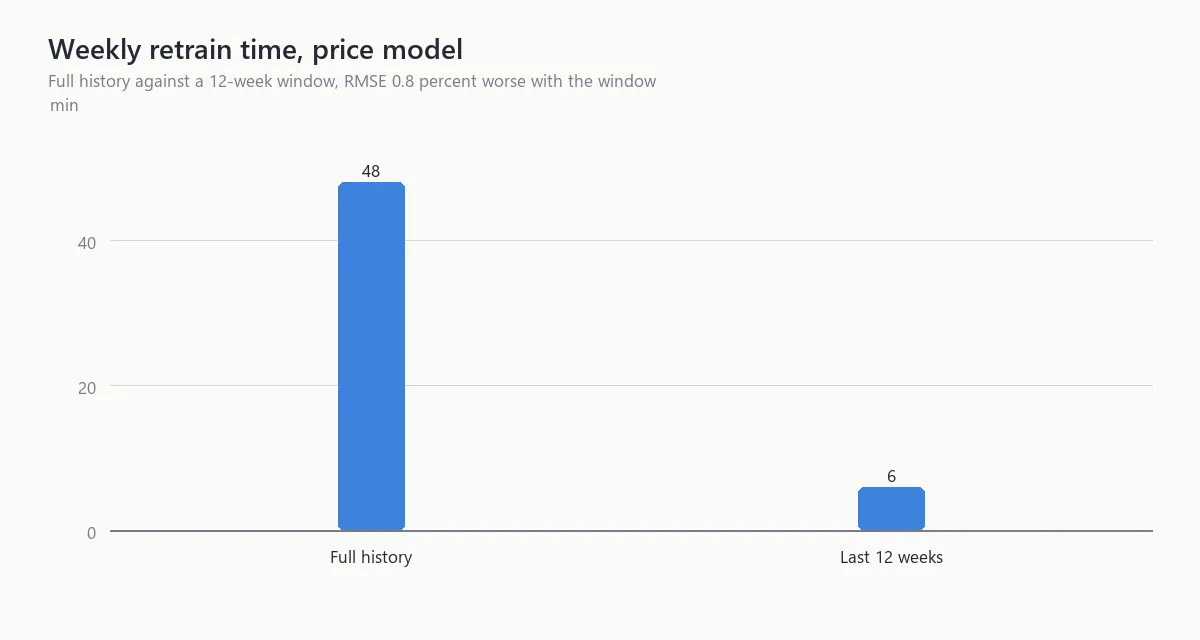 Weekly retrain time, price model
Full history against a 12-week window, RMSE 0.8 percent worse with the window
min
48
40
20
6
0
Full history
Last 12 weeks